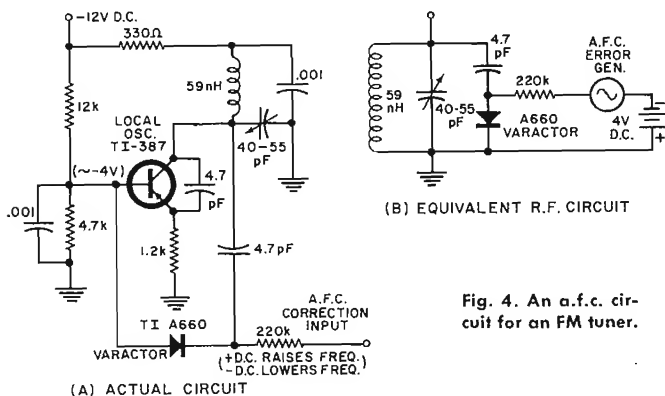 -12V D.C.
330Ω
59nH
.001
12k
LOCAL
OSC.
TI-387
40-55
pF
(~-4V)
4.7
pF
.001
4.7k
1.2k
4.7pF
A.F.C.
CORRECTION
INPUT
TI A660
VARACTOR
220k
(+D.C. RAISES FREQ.)
(-D.C. LOWERS FREQ.)
(A) ACTUAL CIRCUIT
4.7
pF
A.F.C.
ERROR
GEN.
220k
59
nH
40-55
pF
A660
VARACTOR
4V
D.C.
-
+
(B) EQUIVALENT R.F. CIRCUIT
Fig. 4. An a.f.c. cir-
cuit for an FM tuner.